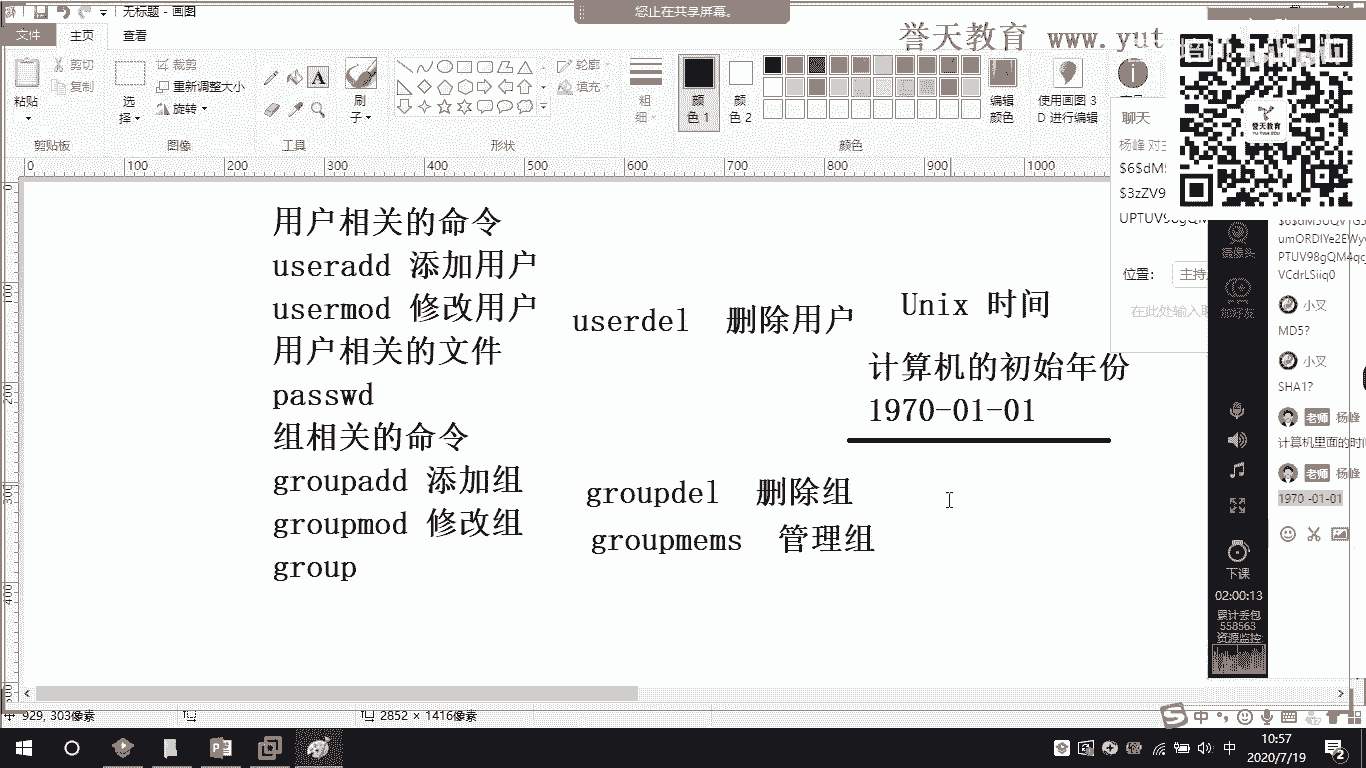 无标题 - 画图
您正在共享屏幕。
文件
主页
查看
誉天教育 www.yut
粘贴
剪切
复制
选择
裁剪
重新调整大小
旋转
刷子
轮廓
填充
粗细
颜色 1
颜色 2
编辑颜色
使用画图 3D 进行编辑
剪贴板
图像
工具
形状
颜色
聊天
杨峰 对主
$6$dM5
$3zZV9
UPTUV98gQM
位置：
主持
在此处输入
誉天教育
0
100
200
300
400
500
600
700
800
900
1000
用户相关的命令
useradd 添加用户
usermod 修改用户
userdel 删除用户
用户相关的文件
passwd
组相关的命令
groupadd 添加组
groupmod 修改组
groupdel 删除组
groupmems 管理组
group
Unix 时间
计算机的初始年份
1970-01-01
摄像头
加好友
umORDIYe2EWy
PTUV98gQM4qc
VCdrLSiiq0
小叉
MD5?
小叉
SHA1?
老师 杨峰
计算机里面的时
老师 杨峰
1970 -01-01
下课
02:00:13
累计丢包
558563
资源监控
929, 303像素
2852 × 1416像素
中
中
10:57
2020/7/19
2